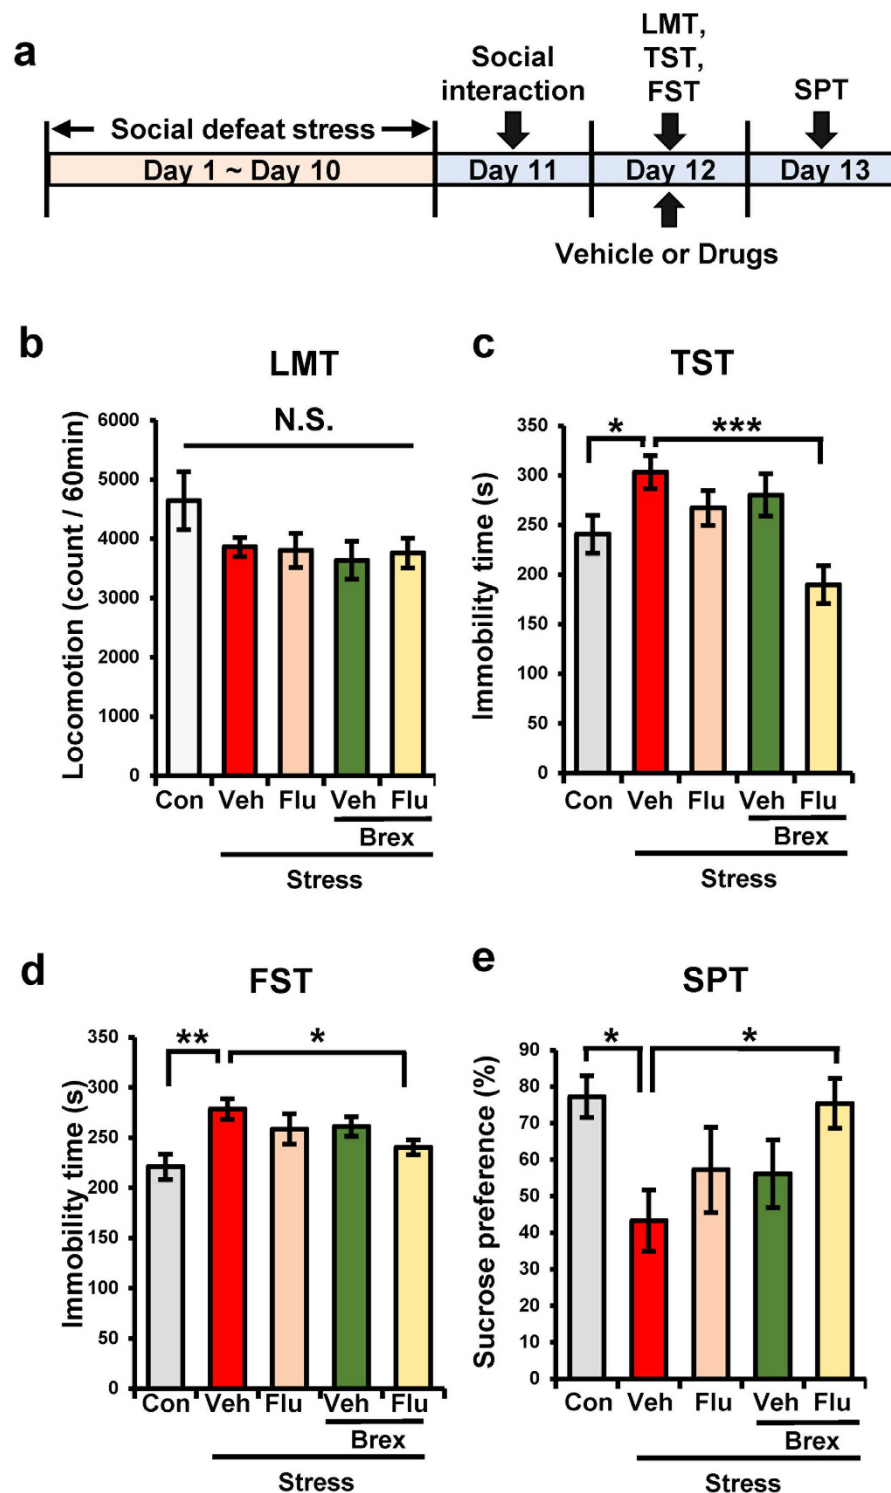 a
Social defeat stress
Day 1 ~ Day 10
Social
interaction
Day 11
LMT,
TST,
FST
Day 12
Vehicle or Drugs
SPT
Day 13
b
LMT
N.S.
Locomotion (count / 60min)
6000
5000
4000
3000
2000
1000
0
Con Veh Flu Veh Flu
Brex
Stress
c
TST
* ***
Immobility time (s)
350
300
250
200
150
100
50
0
Con Veh Flu Veh Flu
Brex
Stress
d
FST
** *
Immobility time (s)
350
300
250
200
150
100
50
0
Con Veh Flu Veh Flu
Brex
Stress
e
SPT
* *
Sucrose preference (%)
90
80
70
60
50
40
30
20
10
0
Con Veh Flu Veh Flu
Brex
Stress